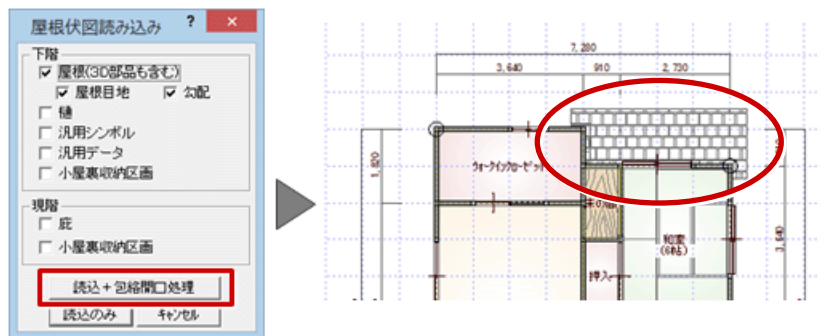 屋根伏図読み込み
?
×
下階
屋根(3D部品も含む)
屋根目地
勾配
樋
汎用シンボル
汎用データ
小屋裏収納区画
現階
庇
小屋裏収納区画
読込+包絡開口処理
読込のみ
キャンセル
7,280
3,640
910
2,730
1,820
ウォークインクローゼット
和室
(6帖)
押入
3,640